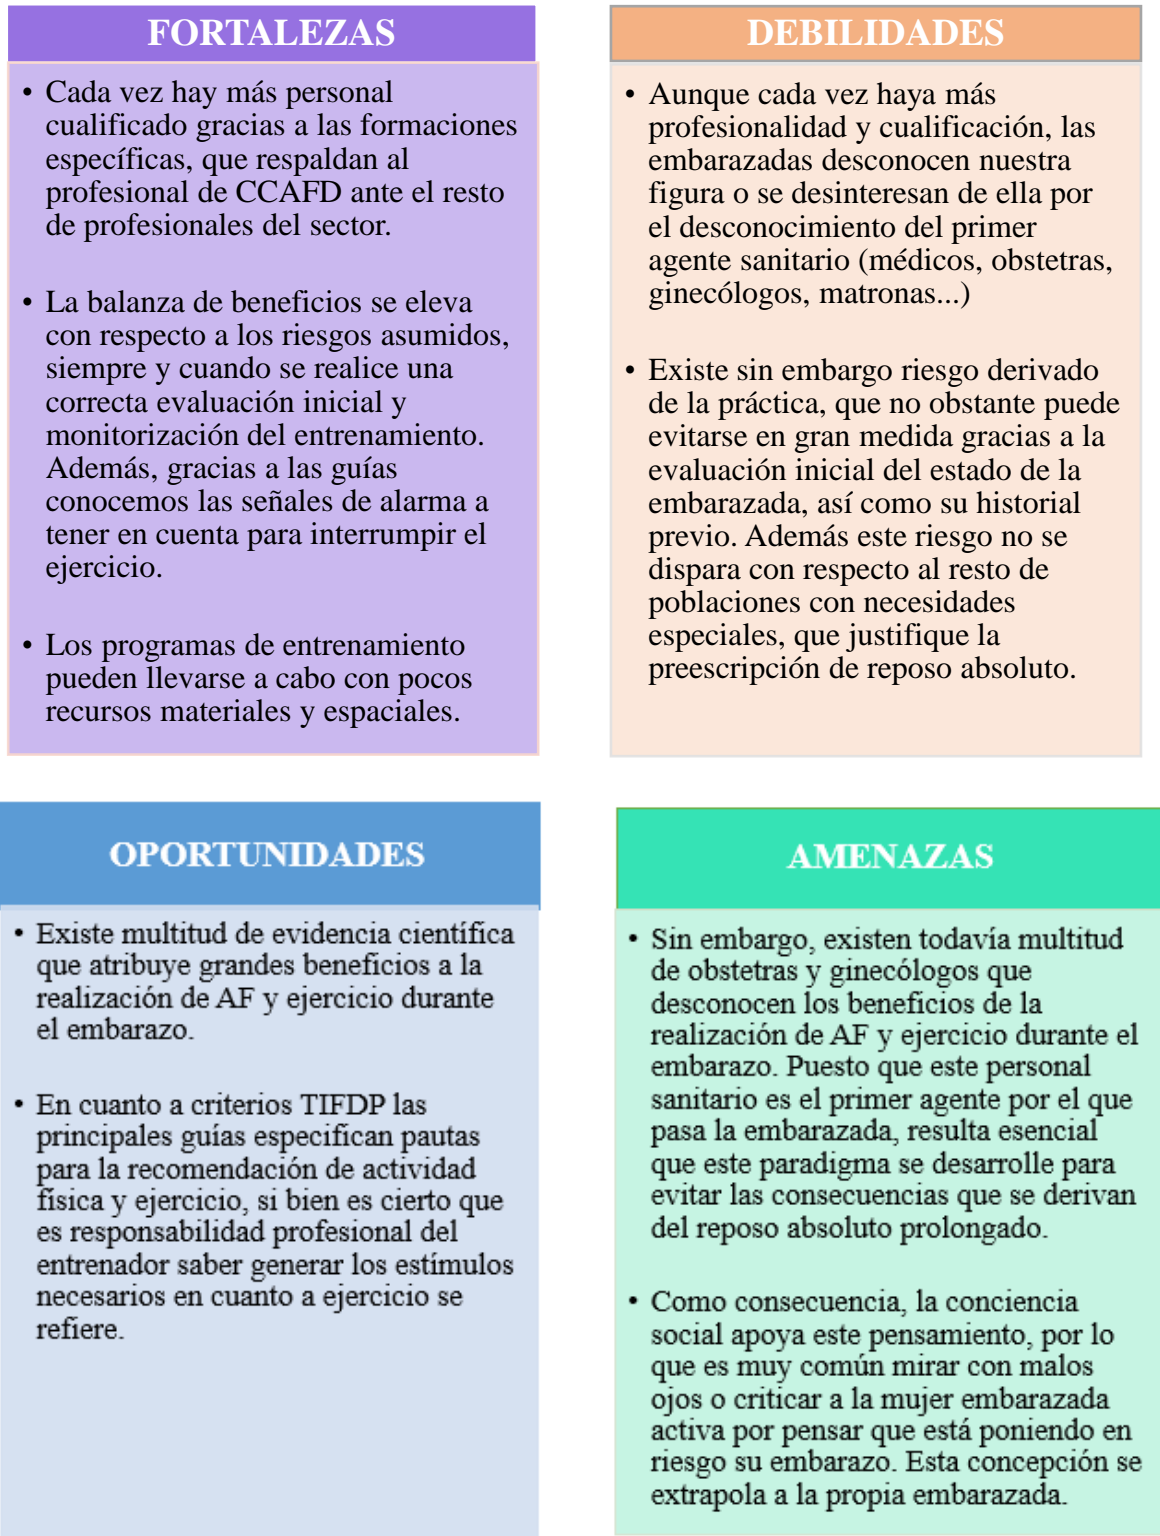 FORTALEZAS
• Cada vez hay más personal
cualificado gracias a las formaciones
específicas, que respaldan al
profesional de CCAFD ante el resto
de profesionales del sector.
• La balanza de beneficios se eleva
con respecto a los riesgos asumidos,
siempre y cuando se realice una
correcta evaluación inicial y
monitorización del entrenamiento.
Además, gracias a las guías
conocemos las señales de alarma a
tener en cuenta para interrumpir el
ejercicio.
• Los programas de entrenamiento
pueden llevarse a cabo con pocos
recursos materiales y espaciales.
DEBILIDADES
• Aunque cada vez haya más
profesionalidad y cualificación, las
embarazadas desconocen nuestra
figura o se desinteresan de ella por
el desconocimiento del primer
agente sanitario (médicos, obstetras,
ginecólogos, matronas...)
• Existe sin embargo riesgo derivado
de la práctica, que no obstante puede
evitarse en gran medida gracias a la
evaluación inicial del estado de la
embarazada, así como su historial
previo. Además este riesgo no se
dispara con respecto al resto de
poblaciones con necesidades
especiales, que justifique la
preescripción de reposo absoluto.
OPORTUNIDADES
• Existe multitud de evidencia científica
que atribuye grandes beneficios a la
realización de AF y ejercicio durante
el embarazo.
• En cuanto a criterios TIFDP las
principales guías especifican pautas
para la recomendación de actividad
física y ejercicio, si bien es cierto que
es responsabilidad profesional del
entrenador saber generar los estímulos
necesarios en cuanto a ejercicio se
refiere.
AMENAZAS
• Sin embargo, existen todavía multitud
de obstetras y ginecólogos que
desconocen los beneficios de la
realización de AF y ejercicio durante el
embarazo. Puesto que este personal
sanitario es el primer agente por el que
pasa la embarazada, resulta esencial
que este paradigma se desarrolle para
evitar las consecuencias que se derivan
del reposo absoluto prolongado.
• Como consecuencia, la conciencia
social apoya este pensamiento, por lo
que es muy común mirar con malos
ojos o criticar a la mujer embarazada
activa por pensar que está poniendo en
riesgo su embarazo. Esta concepción se
extrapola a la propia embarazada.